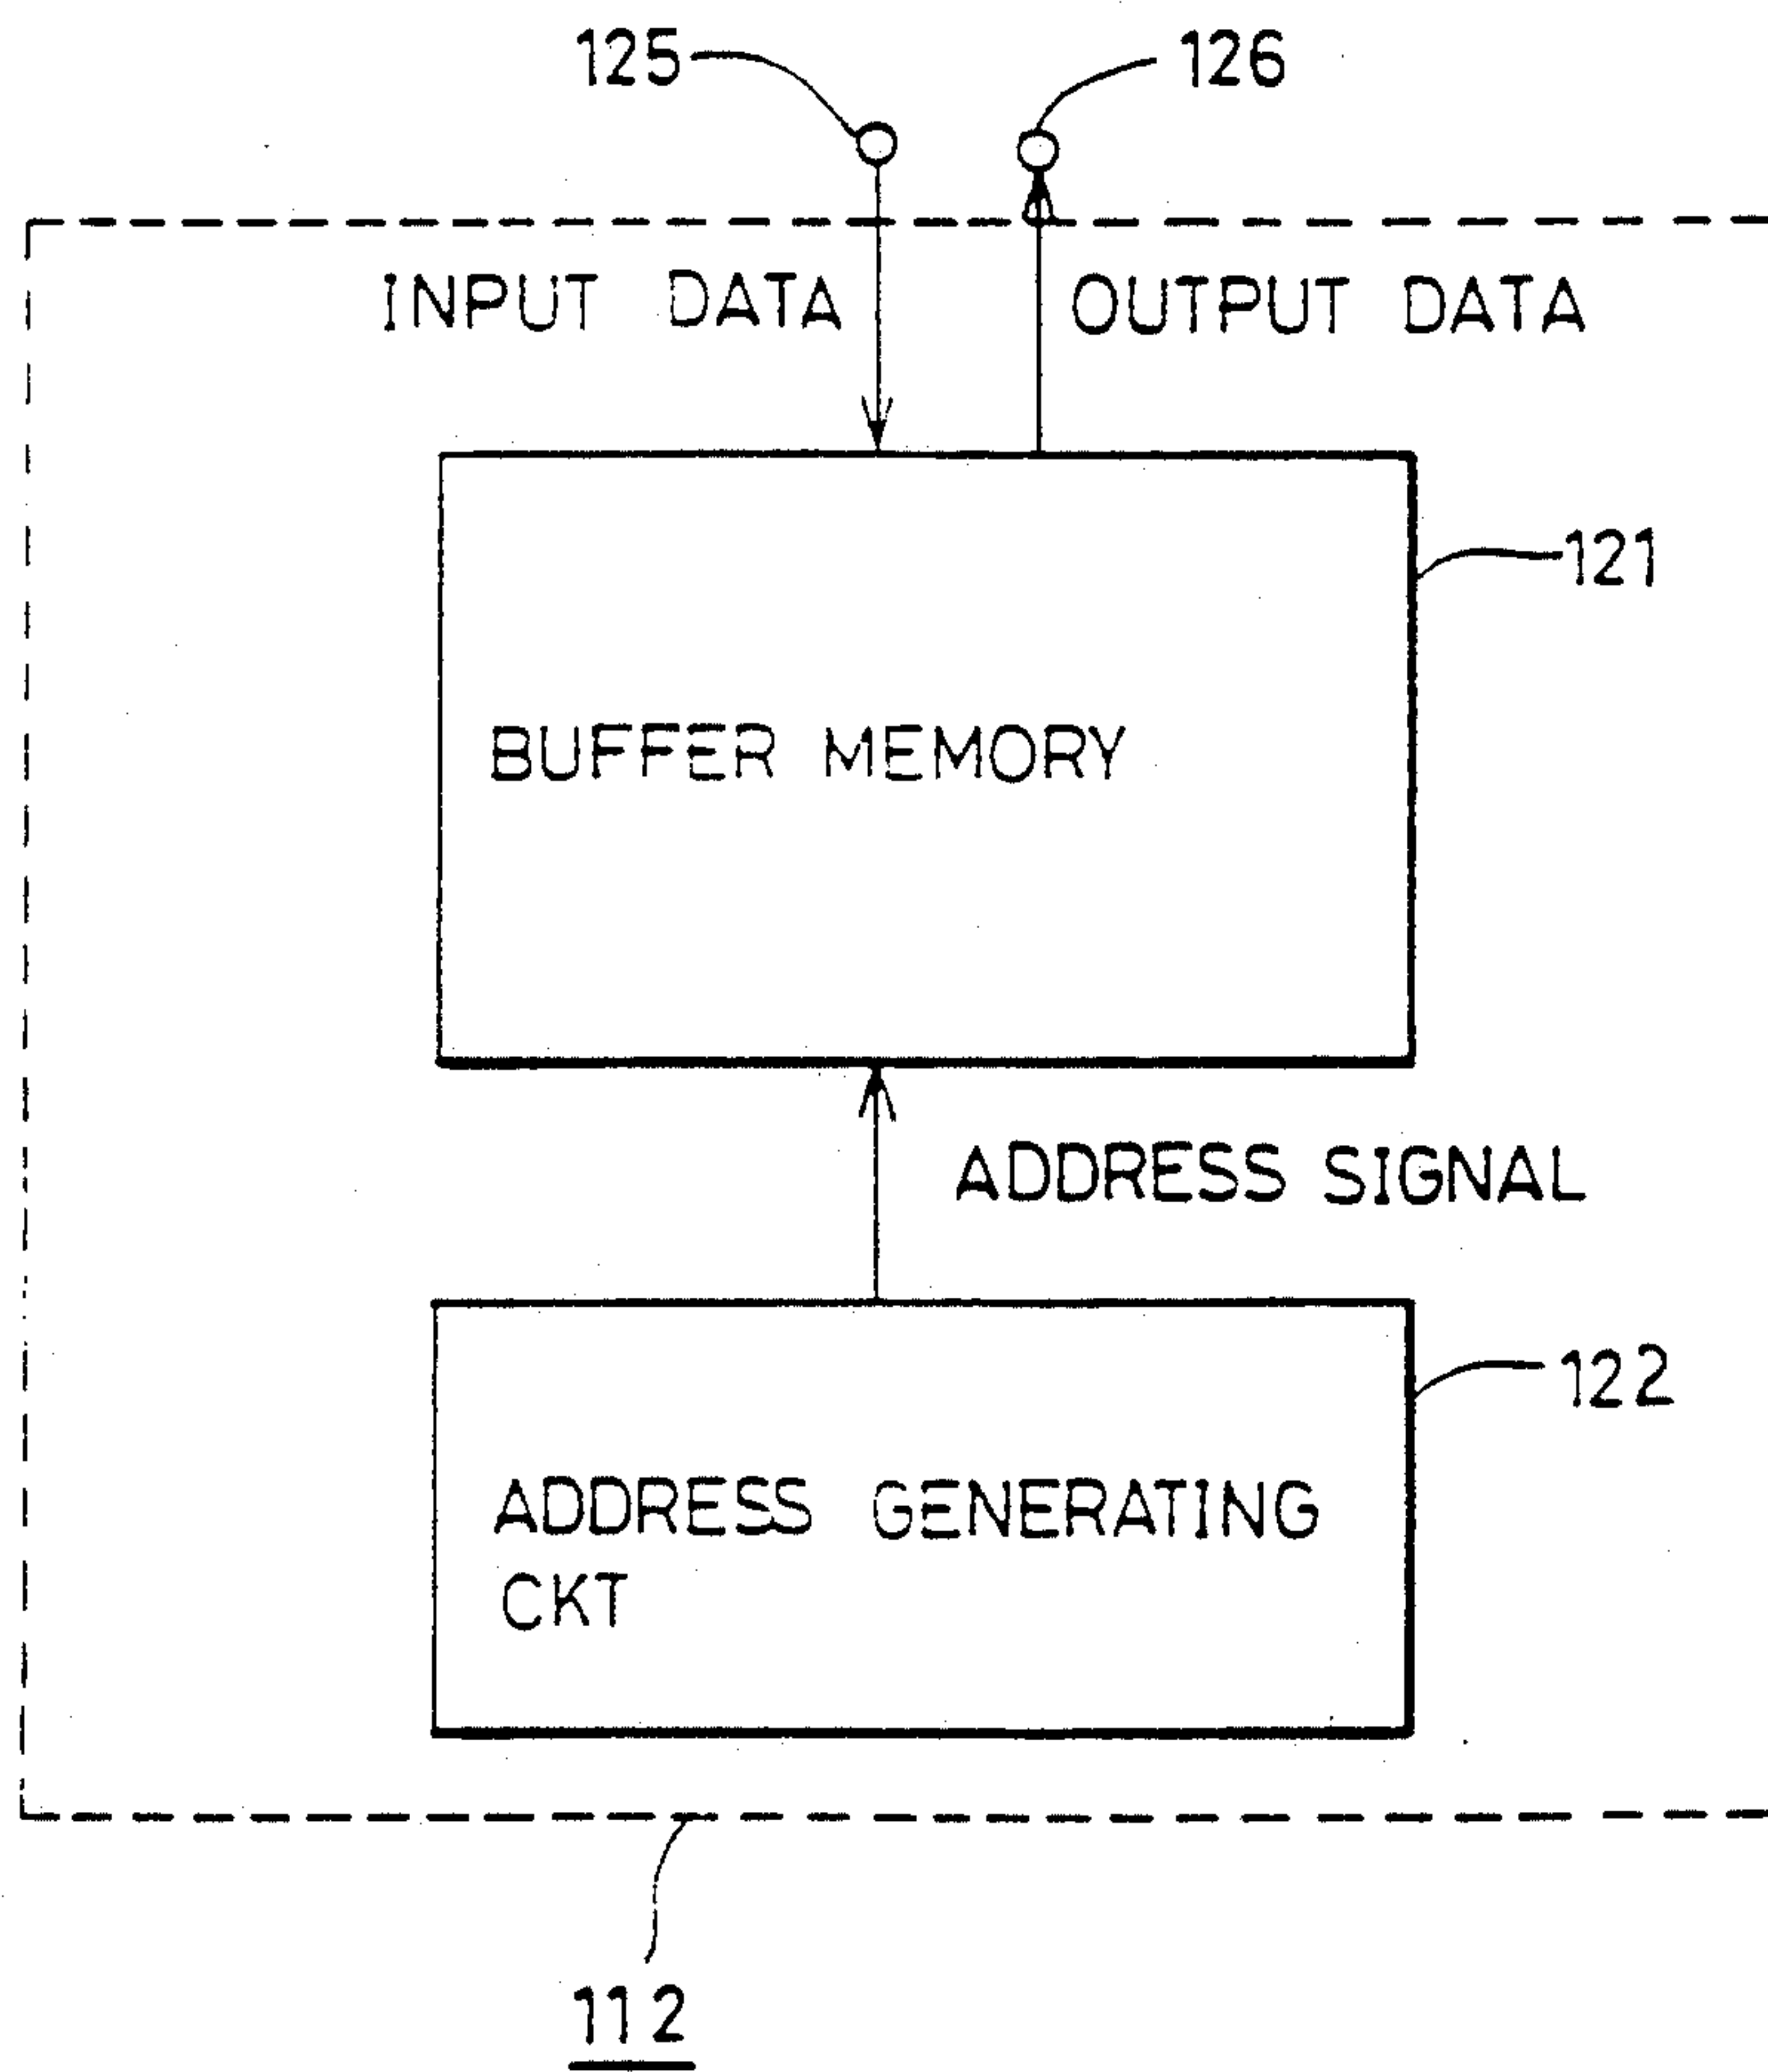 125
126
INPUT DATA
OUTPUT DATA
121
BUFFER MEMORY
ADDRESS SIGNAL
122
ADDRESS GENERATING
CKT
112